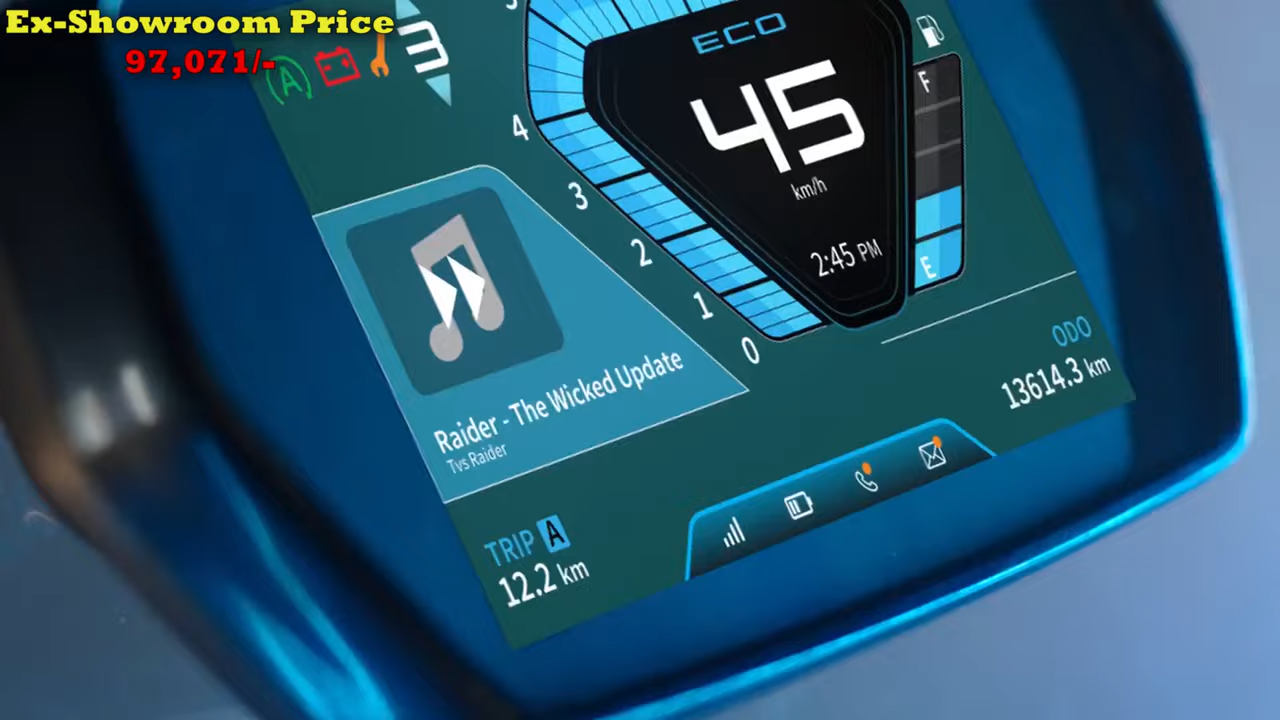 Ex-Showroom Price
97,071/-
A
3
ECO
45
km/h
2:45 PM
F
E
4
3
2
1
0
Raider - The Wicked Update
Tvs Raider
ODO
13614.3 km
TRIP A
12.2 km